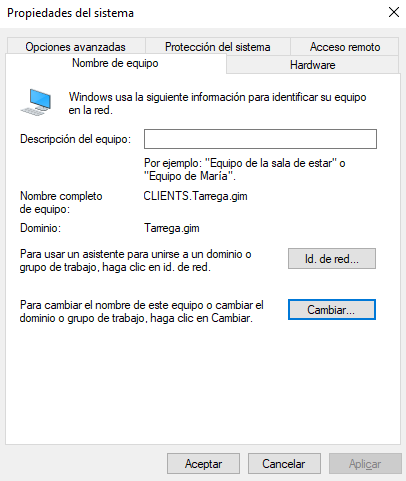 Propiedades del sistema
Opciones avanzadas
Protección del sistema
Acceso remoto
Nombre de equipo
Hardware
Windows usa la siguiente información para identificar su equipo
en la red.
Descripción del equipo:
Por ejemplo: "Equipo de la sala de estar" o
"Equipo de María".
Nombre completo
de equipo:
CLIENTS.Tarrega.gim
Dominio:
Tarrega.gim
Para usar un asistente para unirse a un dominio o
grupo de trabajo, haga clic en id. de red.
Id. de red...
Para cambiar el nombre de este equipo o cambiar el
dominio o grupo de trabajo, haga clic en Cambiar.
Cambiar...
Aceptar
Cancelar
Aplicar